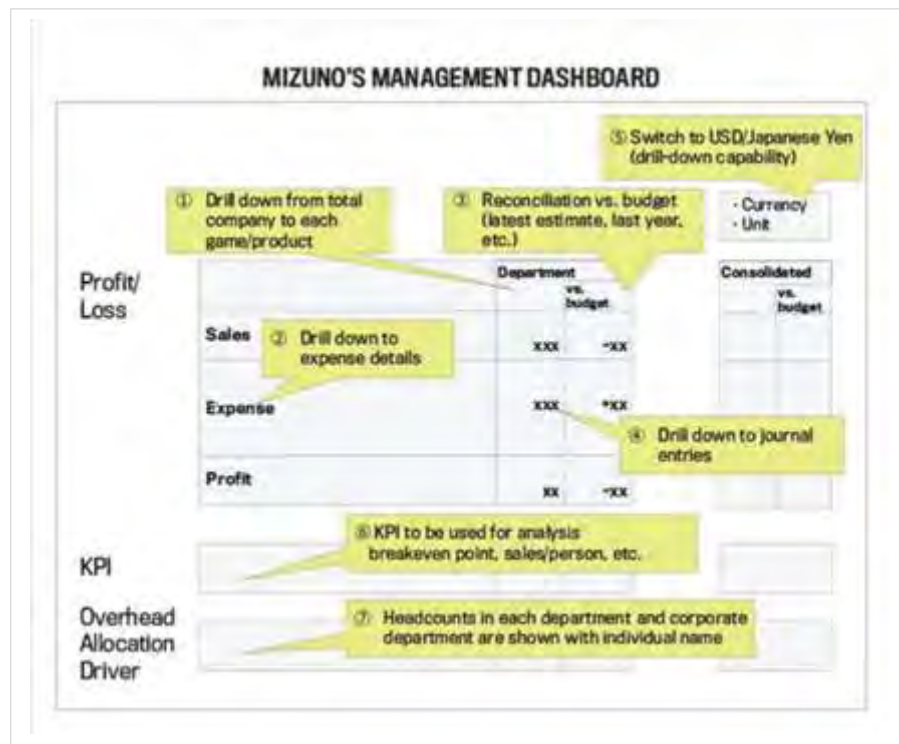 MIZUNO'S MANAGEMENT DASHBOARD
⑤ Switch to USD/Japanese Yen
(drill-down capability)
① Drill down from total
company to each
game/product
③ Reconciliation vs. budget
(latest estimate, last year,
etc.)
· Currency
· Unit
Profit/
Loss
Department
vs.
budget
Consolidated
vs.
budget
Sales
② Drill down to
expense details
xxx -xx
Expense
xxx +xx
④ Drill down to journal
entries
Profit
xx -xx
KPI
⑥ KPI to be used for analysis
breakeven point, sales/person, etc.
Overhead
Allocation
Driver
⑦ Headcounts in each department and corporate
department are shown with individual name